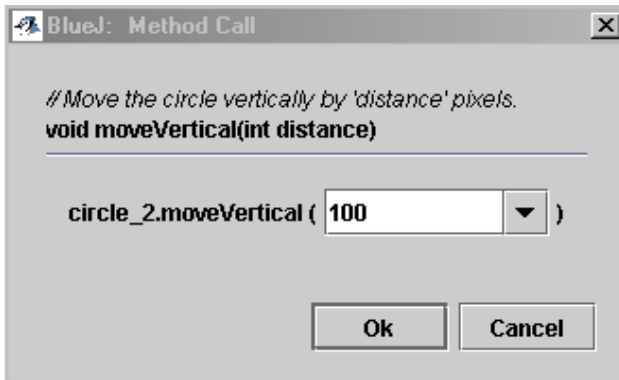 BlueJ: Method Call
// Move the circle vertically by 'distance' pixels.
void moveVertical(int distance)
circle_2.moveVertical ( 100 )
Ok Cancel